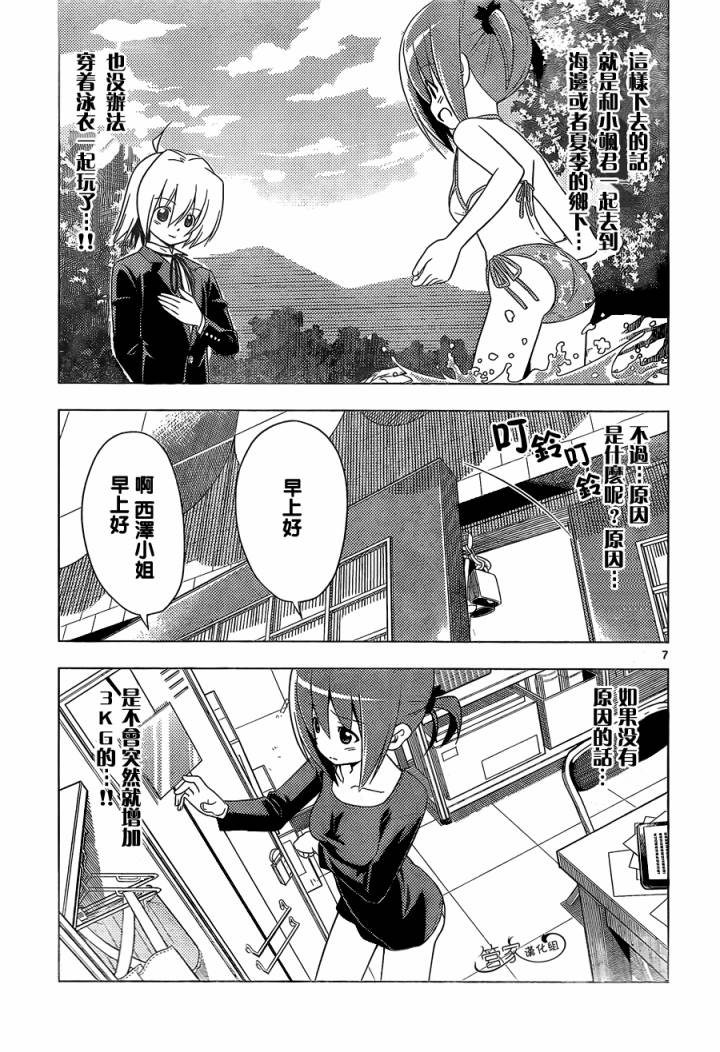 這樣下去的話
就是和小颯君一起去到
海邊或者夏季的鄉下…
也没辦法
穿着泳衣一起玩了…!!
不過…原因
是什麼呢？原因…
叮鈴叮鈴
早上好
啊 西澤小姐
早上好
7
如果没有
原因的話…
是不會突然就增加
3KG的…!!
管家
進化組